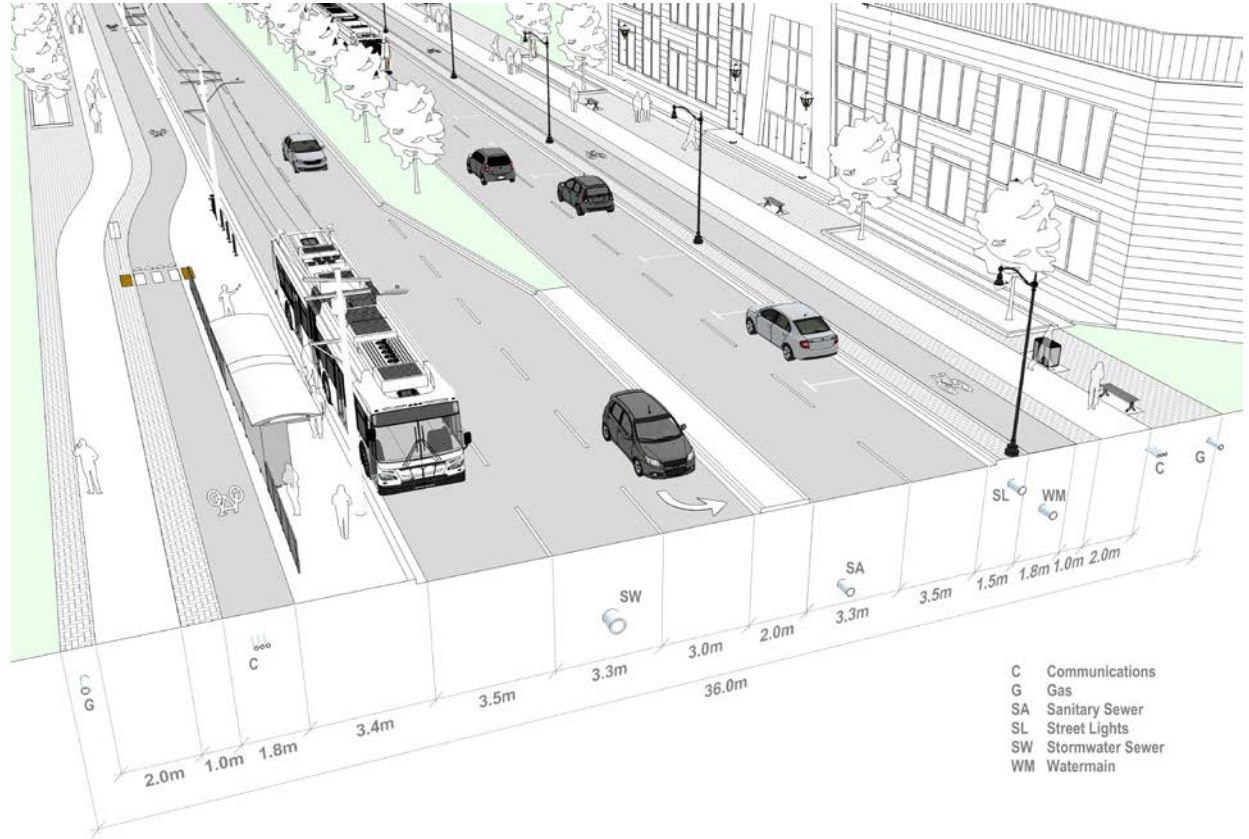 C
G
SL
WM
SA
SW
C
G
2.0m
1.0m
1.8m
3.4m
3.5m
3.3m
3.0m
2.0m
3.3m
3.5m
1.5m
1.8m
1.0m
2.0m
36.0m
C Communications
G Gas
SA Sanitary Sewer
SL Street Lights
SW Stormwater Sewer
WM Watermain